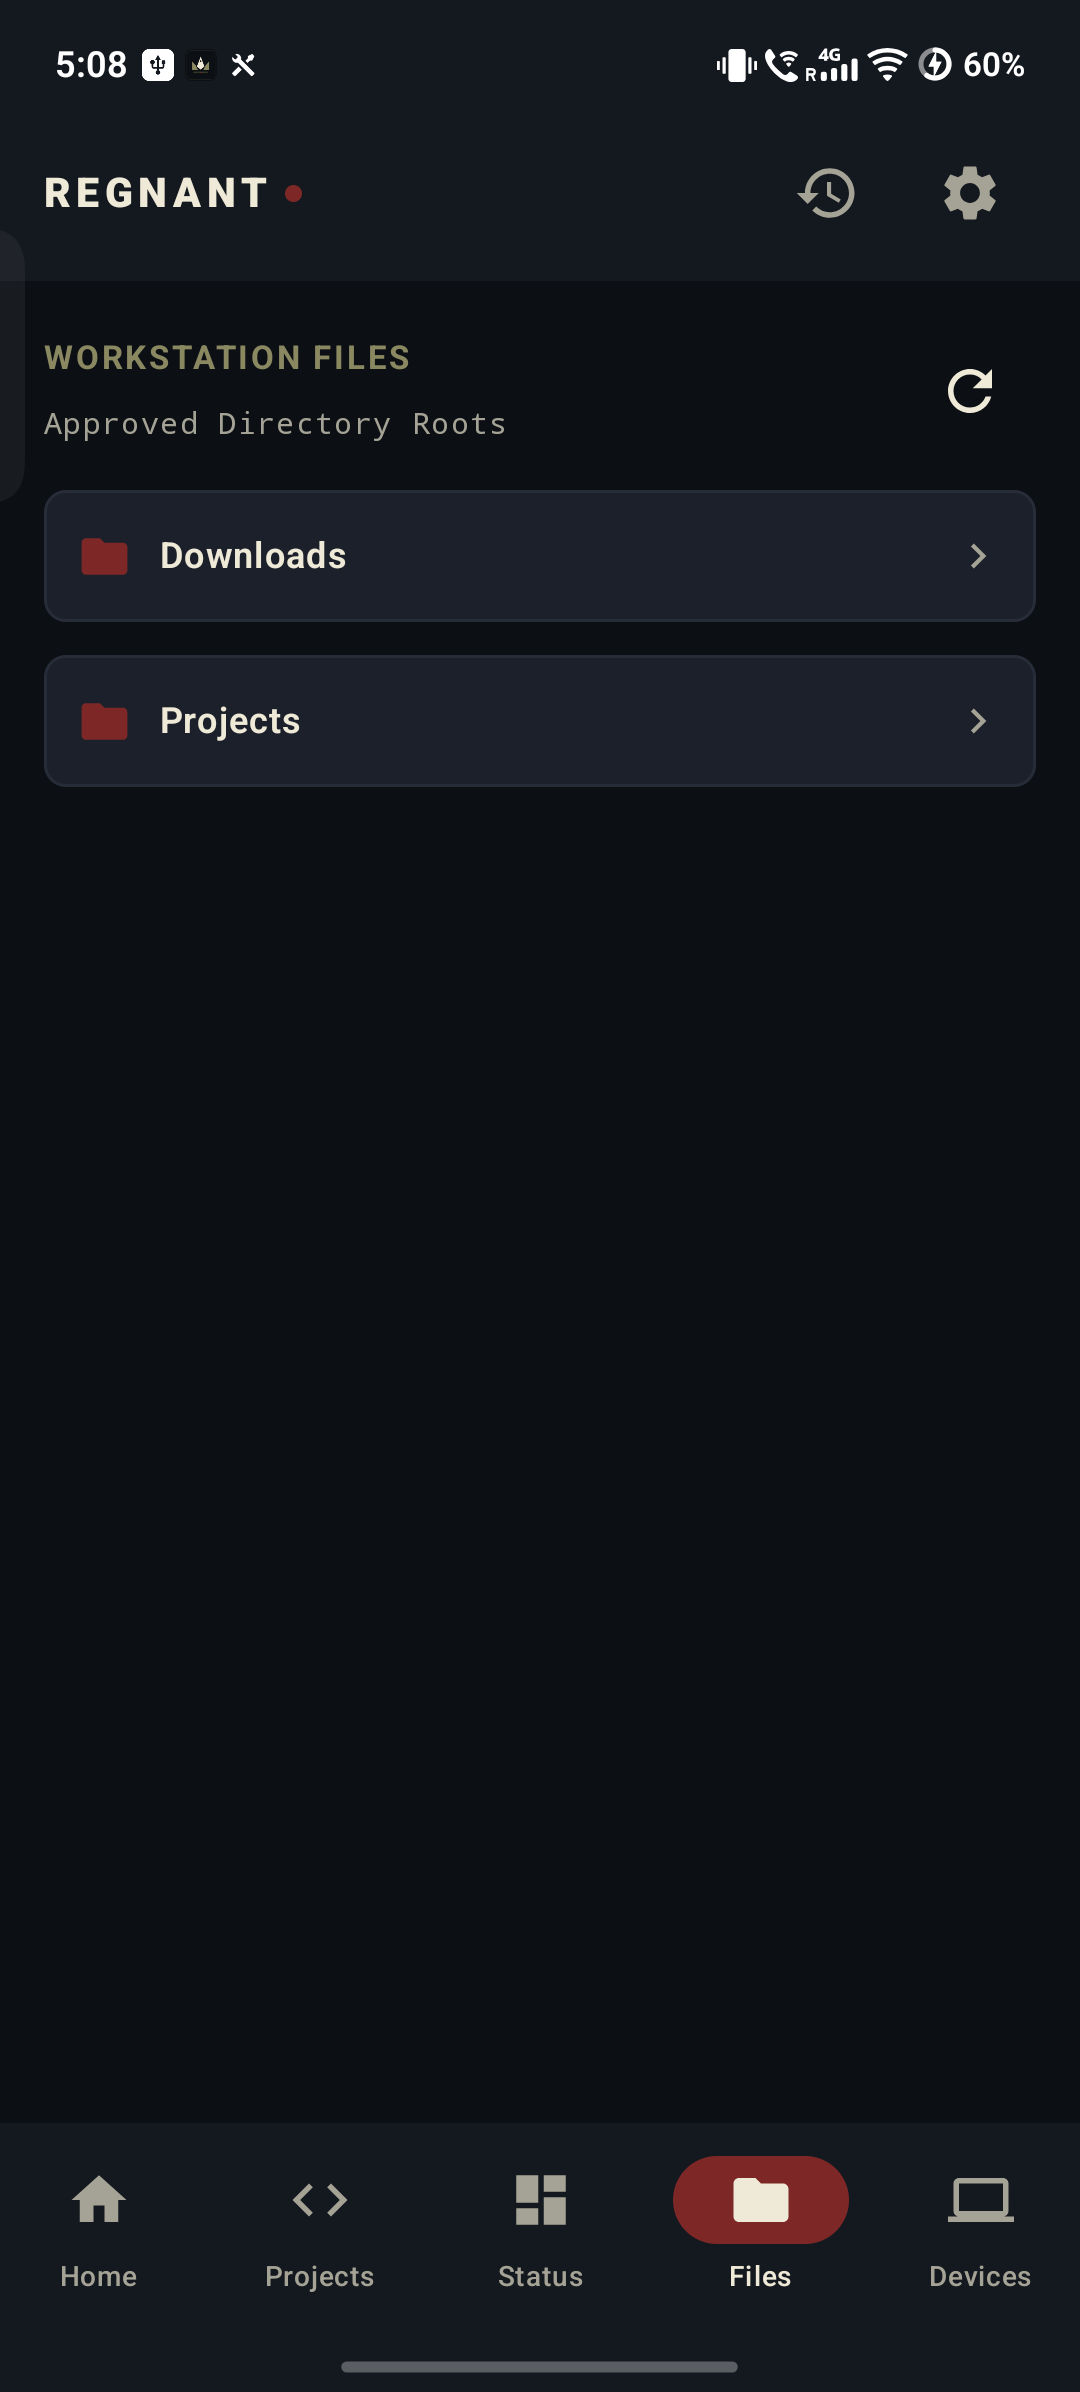 5:08
4G
R
60%
REGNANT
WORKSTATION FILES
Approved Directory Roots
Downloads
Projects
Home
Projects
Status
Files
Devices